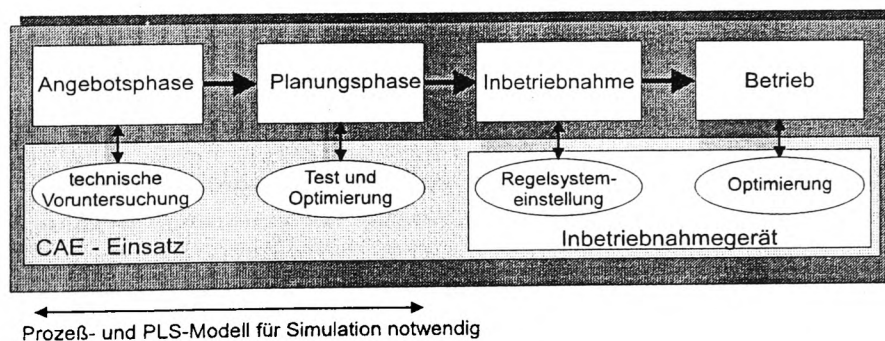 Angebotsphase
Planungsphase
Inbetriebnahme
Betrieb
technische
Voruntersuchung
Test und
Optimierung
Regelsystem-
einstellung
Optimierung
CAE - Einsatz
Inbetriebnahmegerät
Prozeß- und PLS-Modell für Simulation notwendig